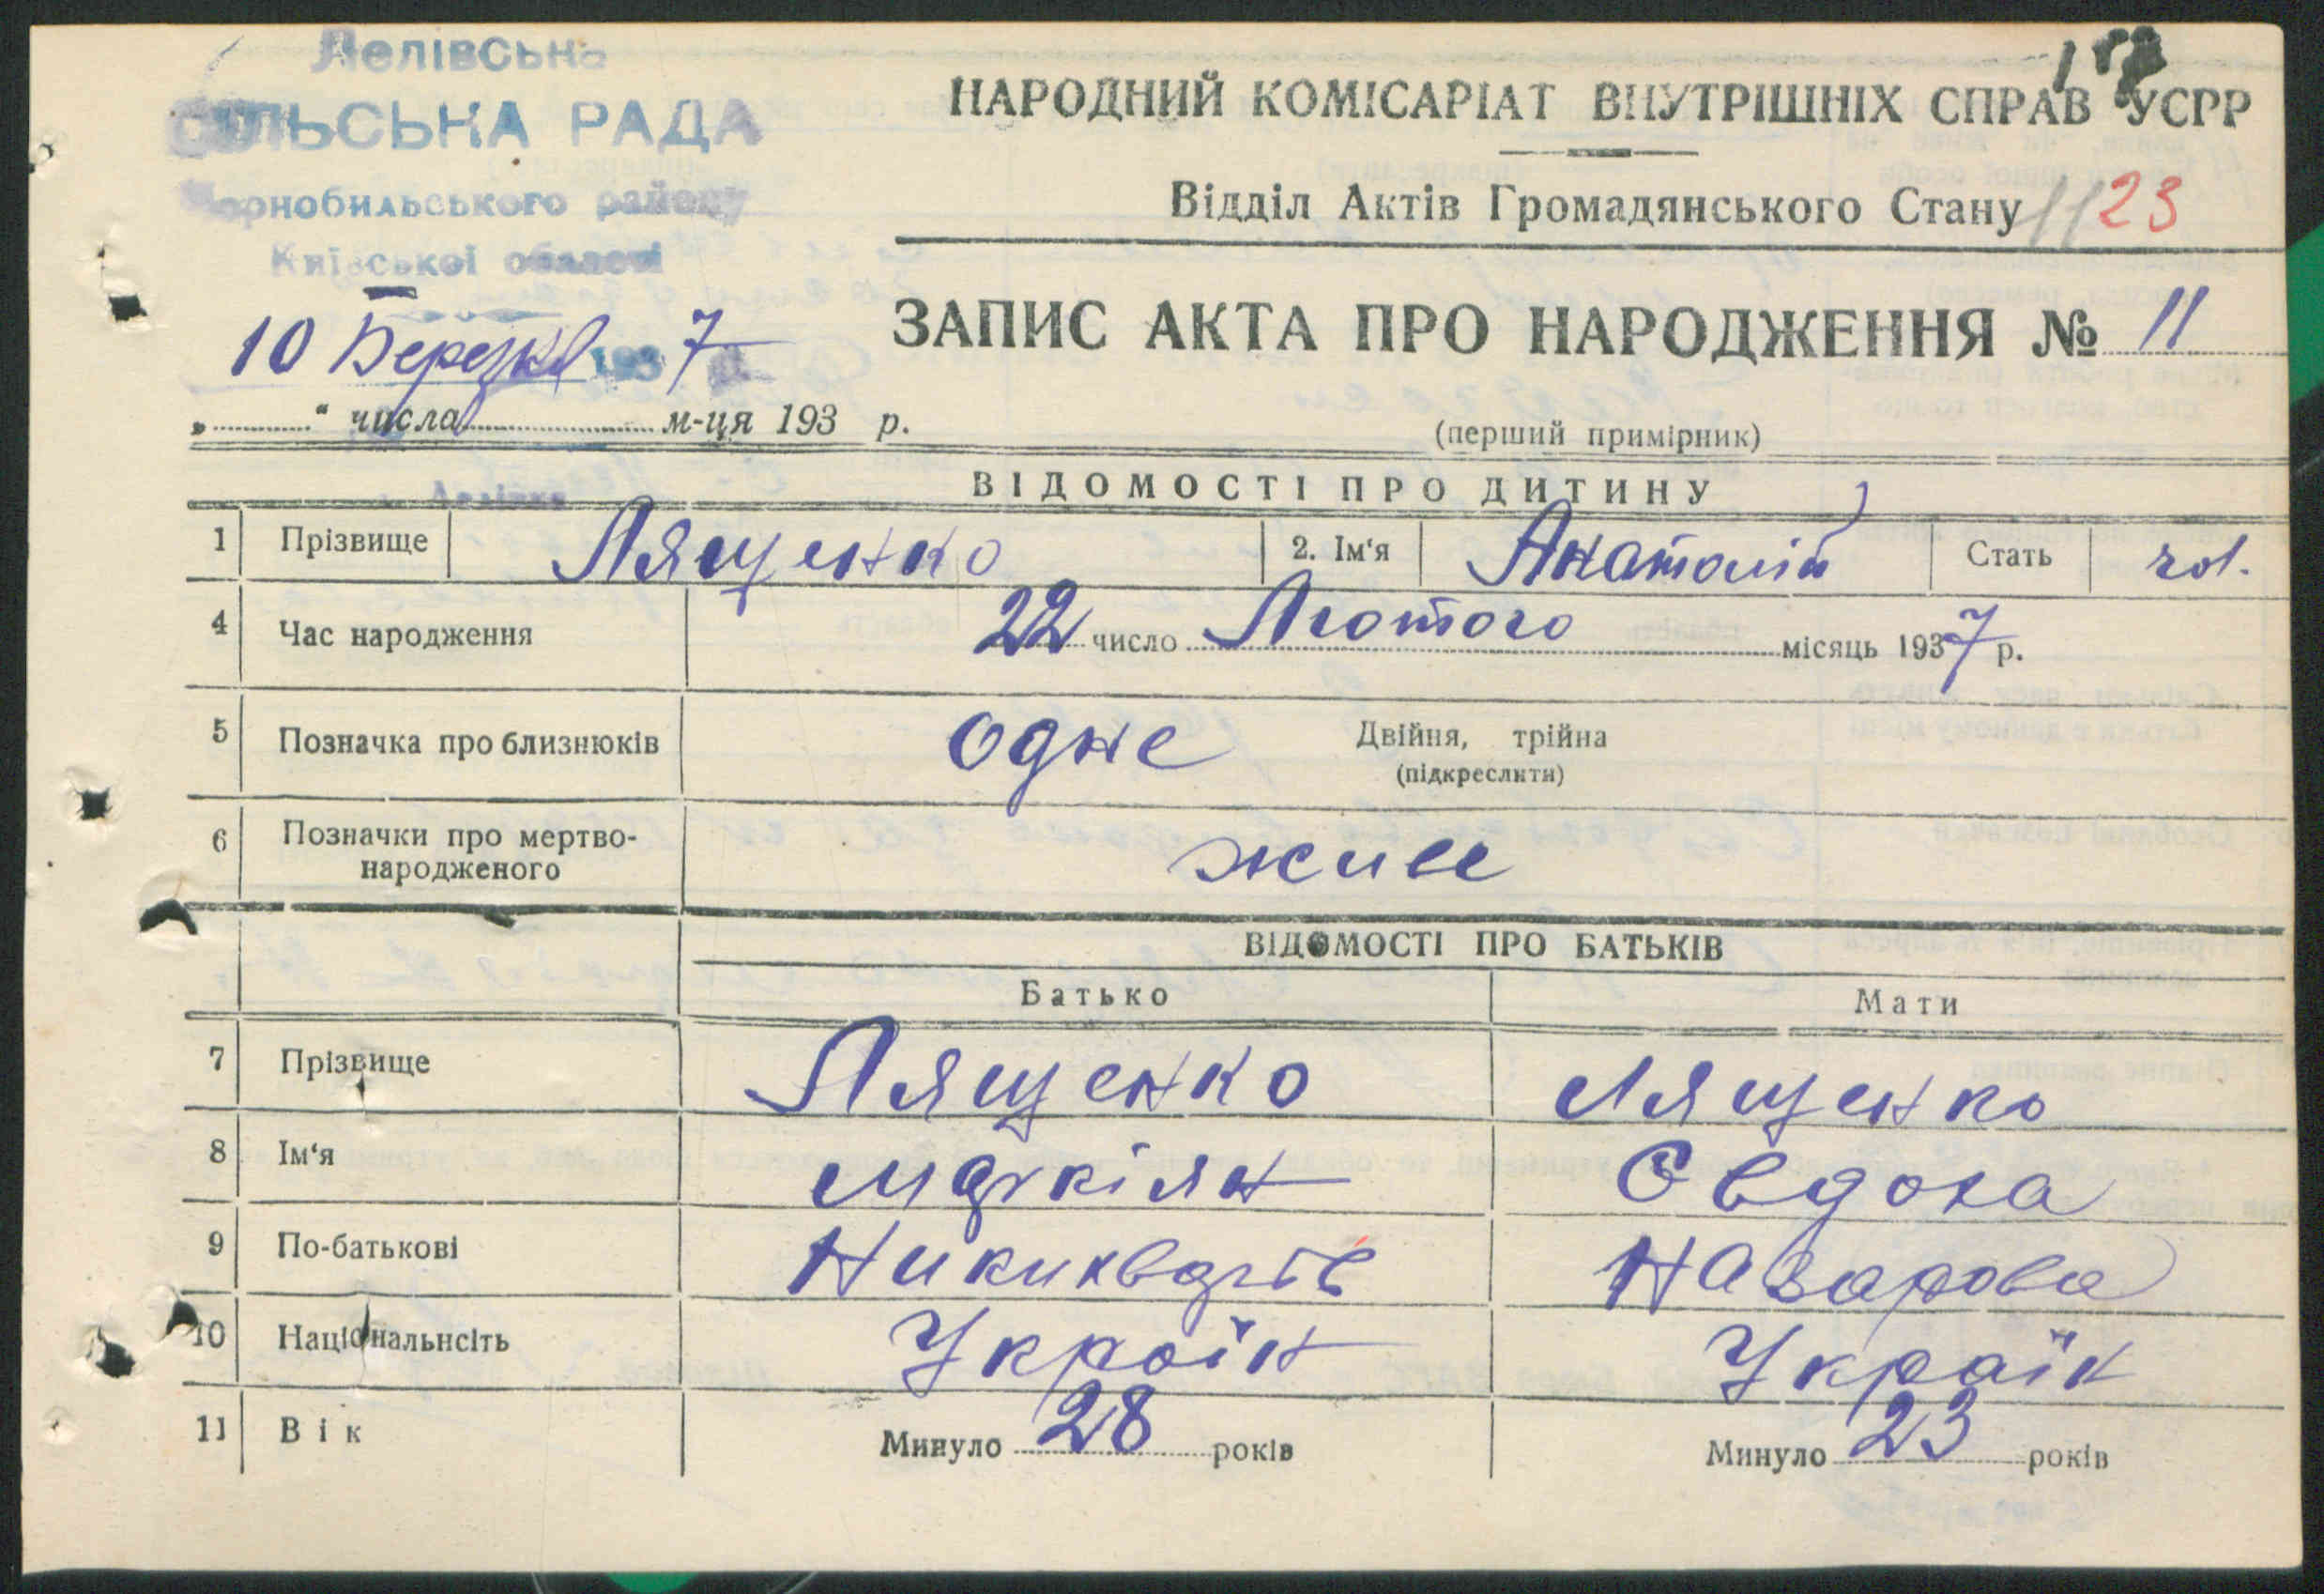 Лелівська
СІЛЬСЬКА РАДА
Чорнобильського району
Київської області
НАРОДНИЙ КОМІСАРІАТ ВНУТРІШНІХ СПРАВ УСРР
Відділ Актів Громадянського Стану 11 23
10 Березня 1937
ЗАПИС АКТА ПРО НАРОДЖЕННЯ № 11
„ “ числа м-ця 193 р.
(перший примірник)
ВІДОМОСТІ ПРО ДИТИНУ
1 Прізвище Лященко 2. Ім‘я Анатолій Стать чол.
4 Час народження 22 число Лютого місяць 1937 р.
5 Позначка про близнюків одне Двійня, трійна
(підкреслити)
6 Позначки про мертво-
народженого живе
ВІДОМОСТІ ПРО БАТЬКІВ
Батько Мати
7 Прізвище Лященко Лященко
8 Ім‘я Маркіян Овдоха
9 По-батькові Назарова
10 Національнсіть Україн Україн
11 Вік Минуло 28 років Минуло 23 років